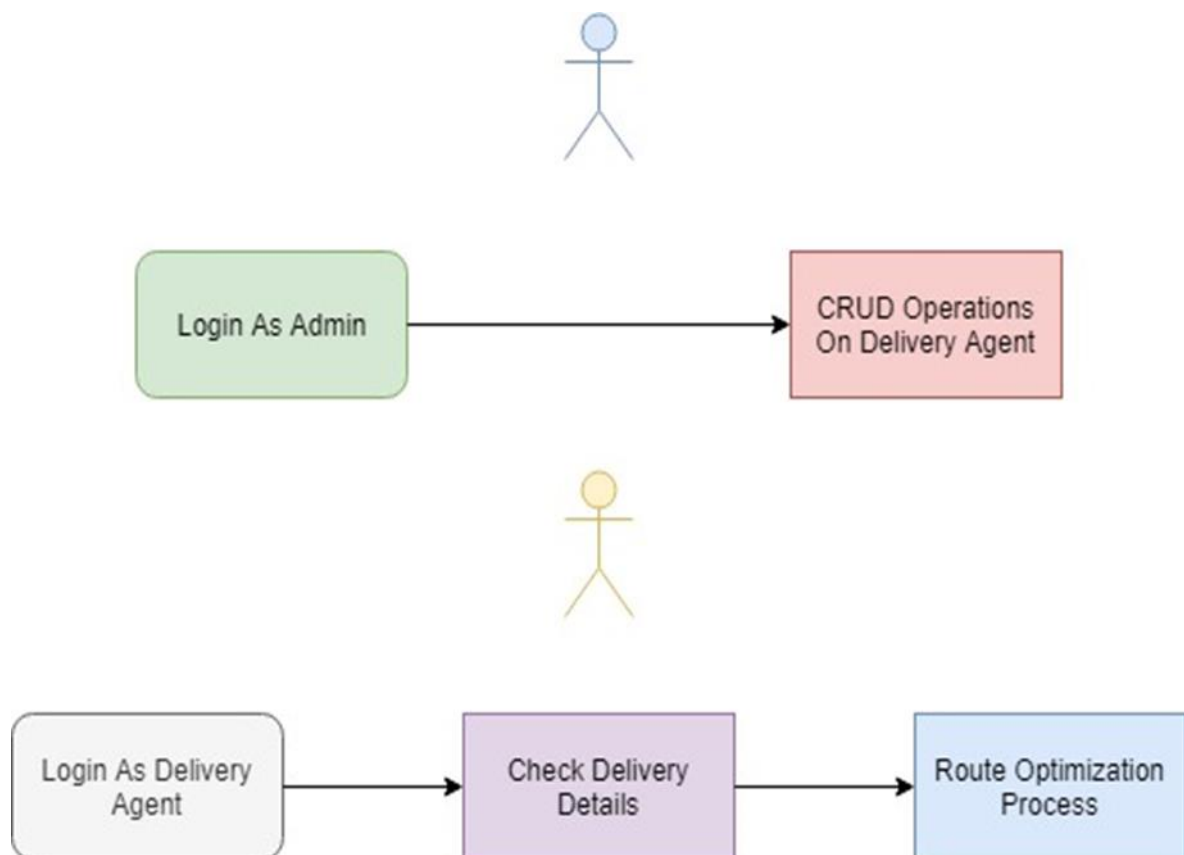 Login As Admin
CRUD Operations
On Delivery Agent
Login As Delivery
Agent
Check Delivery
Details
Route Optimization
Process